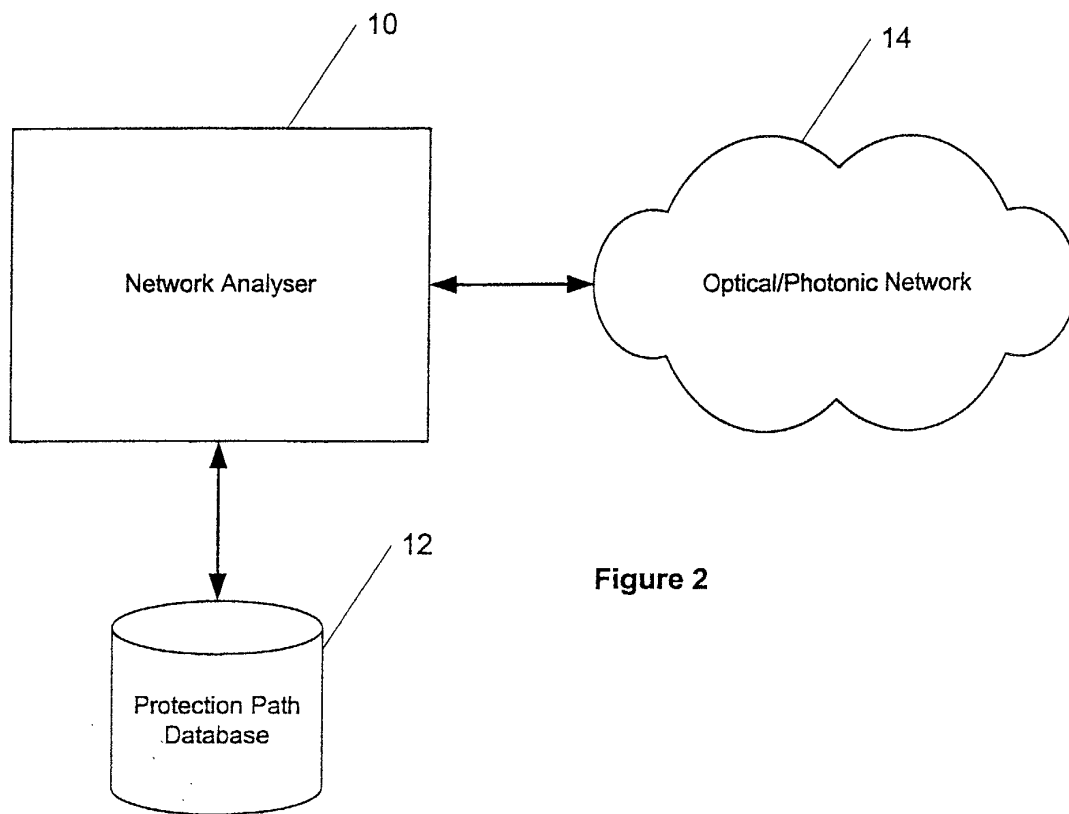 10
14
Network Analyser
Optical/Photonic Network
12
Figure 2
Protection Path
Database